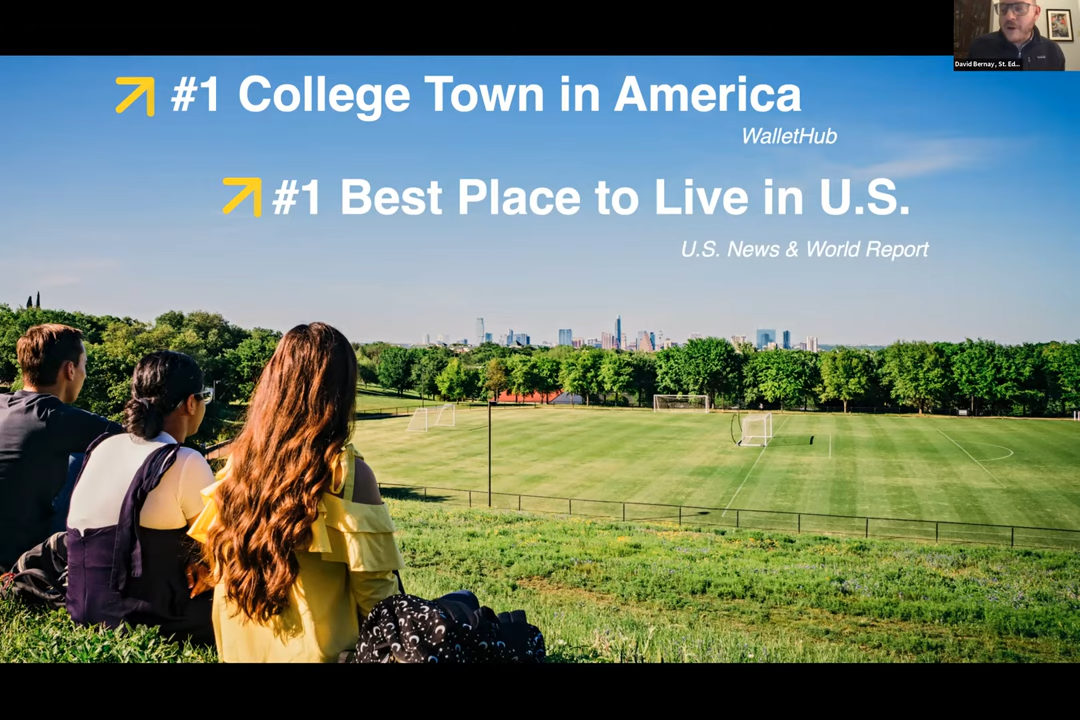 David Bernay, St. Ed...
#1 College Town in America
WalletHub
#1 Best Place to Live in U.S.
U.S. News & World Report